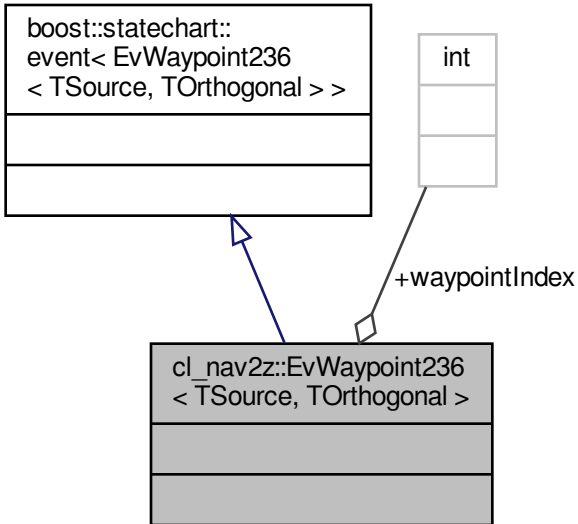 boost::statechart::
event< EvWaypoint236
< TSource, TOrthogonal > >
int
+waypointIndex
cl_nav2z::EvWaypoint236
< TSource, TOrthogonal >